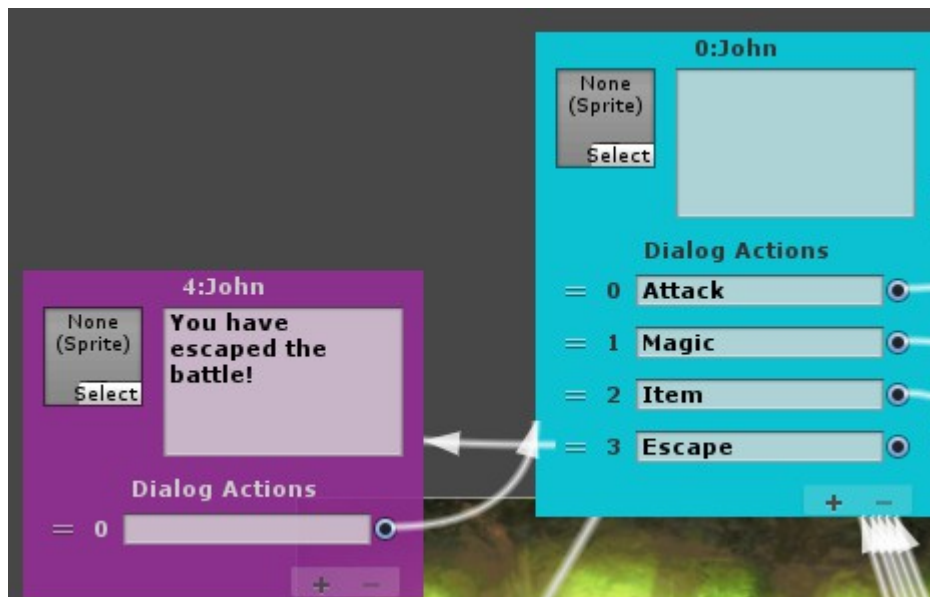 0:John
None
(Sprite)
Select
Dialog Actions
0 Attack
1 Magic
2 Item
3 Escape
+ −
4:John
None
(Sprite)
Select
You have
escaped the
battle!
Dialog Actions
0
+ −